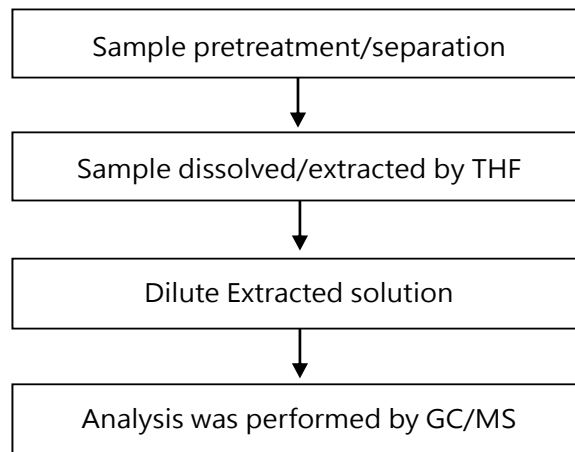 Sample pretreatment/separation
Sample dissolved/extracted by THF
Dilute Extracted solution
Analysis was performed by GC/MS